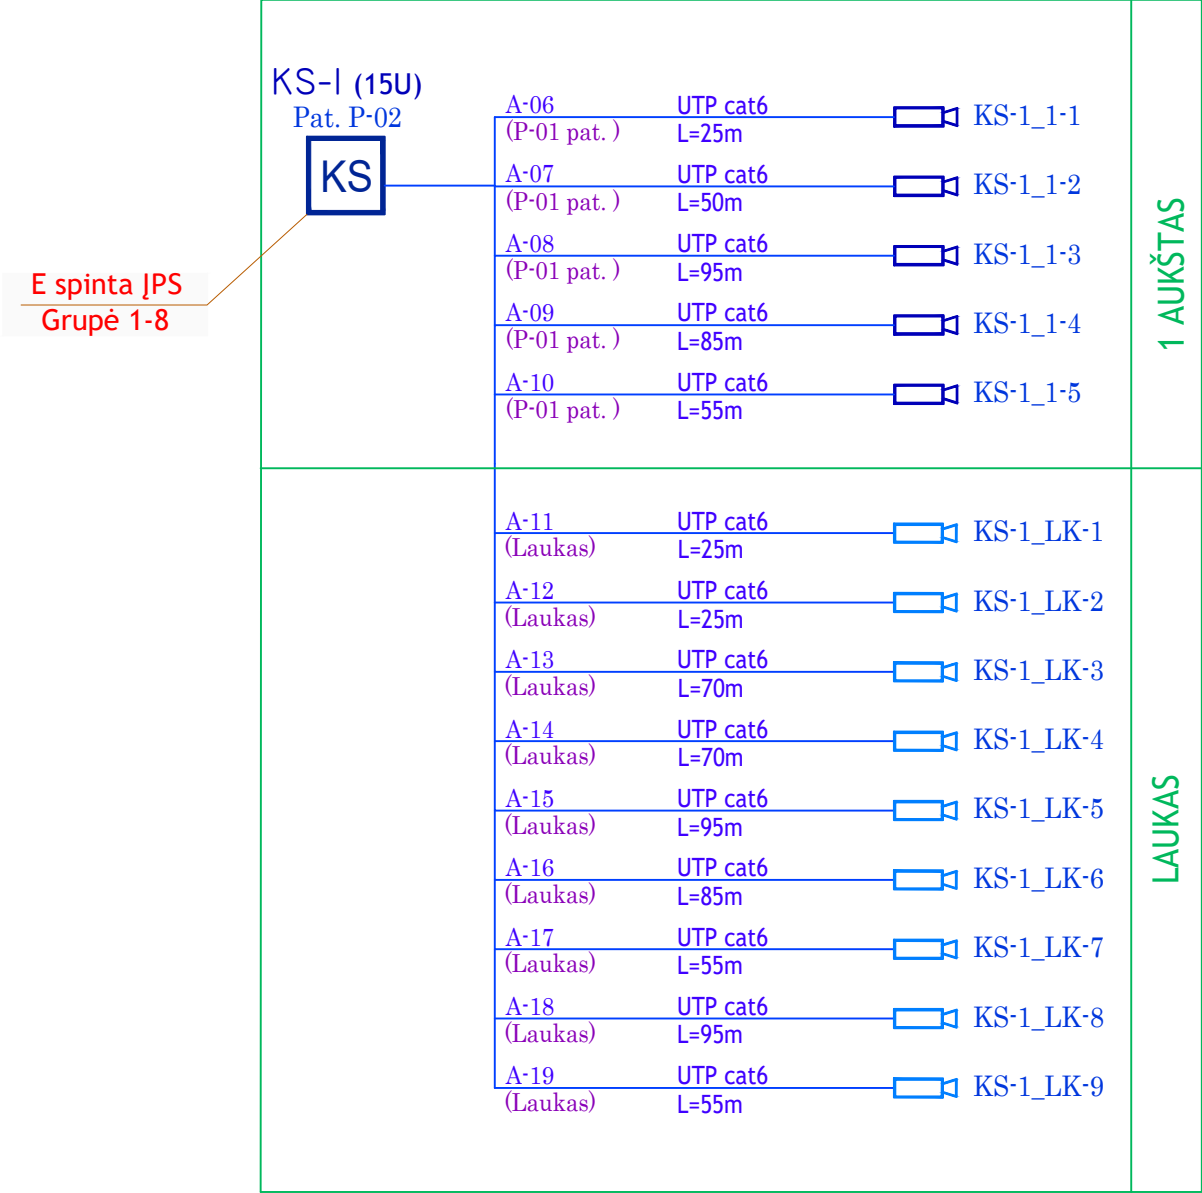 KS-I (15U)
Pat. P-02
KS
E spinta ĮPS
Grupė 1-8
A-06 UTP cat6 KS-1_1-1
(P-01 pat. ) L=25m
A-07 UTP cat6 KS-1_1-2
(P-01 pat. ) L=50m
A-08 UTP cat6 KS-1_1-3
(P-01 pat. ) L=95m
A-09 UTP cat6 KS-1_1-4
(P-01 pat. ) L=85m
A-10 UTP cat6 KS-1_1-5
(P-01 pat. ) L=55m
1 AUKŠTAS
A-11 UTP cat6 KS-1_LK-1
(Laukas) L=25m
A-12 UTP cat6 KS-1_LK-2
(Laukas) L=25m
A-13 UTP cat6 KS-1_LK-3
(Laukas) L=70m
A-14 UTP cat6 KS-1_LK-4
(Laukas) L=70m
A-15 UTP cat6 KS-1_LK-5
(Laukas) L=95m
A-16 UTP cat6 KS-1_LK-6
(Laukas) L=85m
A-17 UTP cat6 KS-1_LK-7
(Laukas) L=55m
A-18 UTP cat6 KS-1_LK-8
(Laukas) L=95m
A-19 UTP cat6 KS-1_LK-9
(Laukas) L=55m
LAUKAS